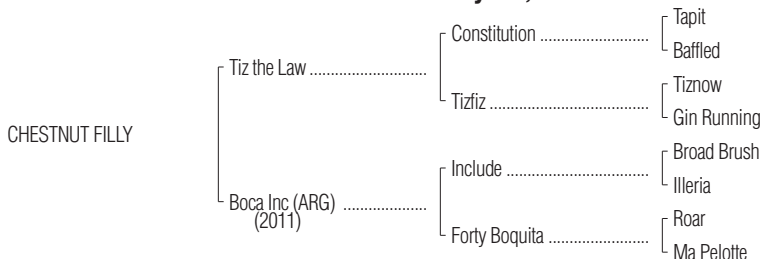 Tapit
Constitution ..........................
Baffled
Tiz the Law ............................
Tiznow
Tizfiz ......................................
Gin Running
CHESTNUT FILLY
Broad Brush
Include ..................................
Illeria
Boca Inc (ARG) ....................
(2011)
Roar
Forty Boquita ........................
Ma Pelotte